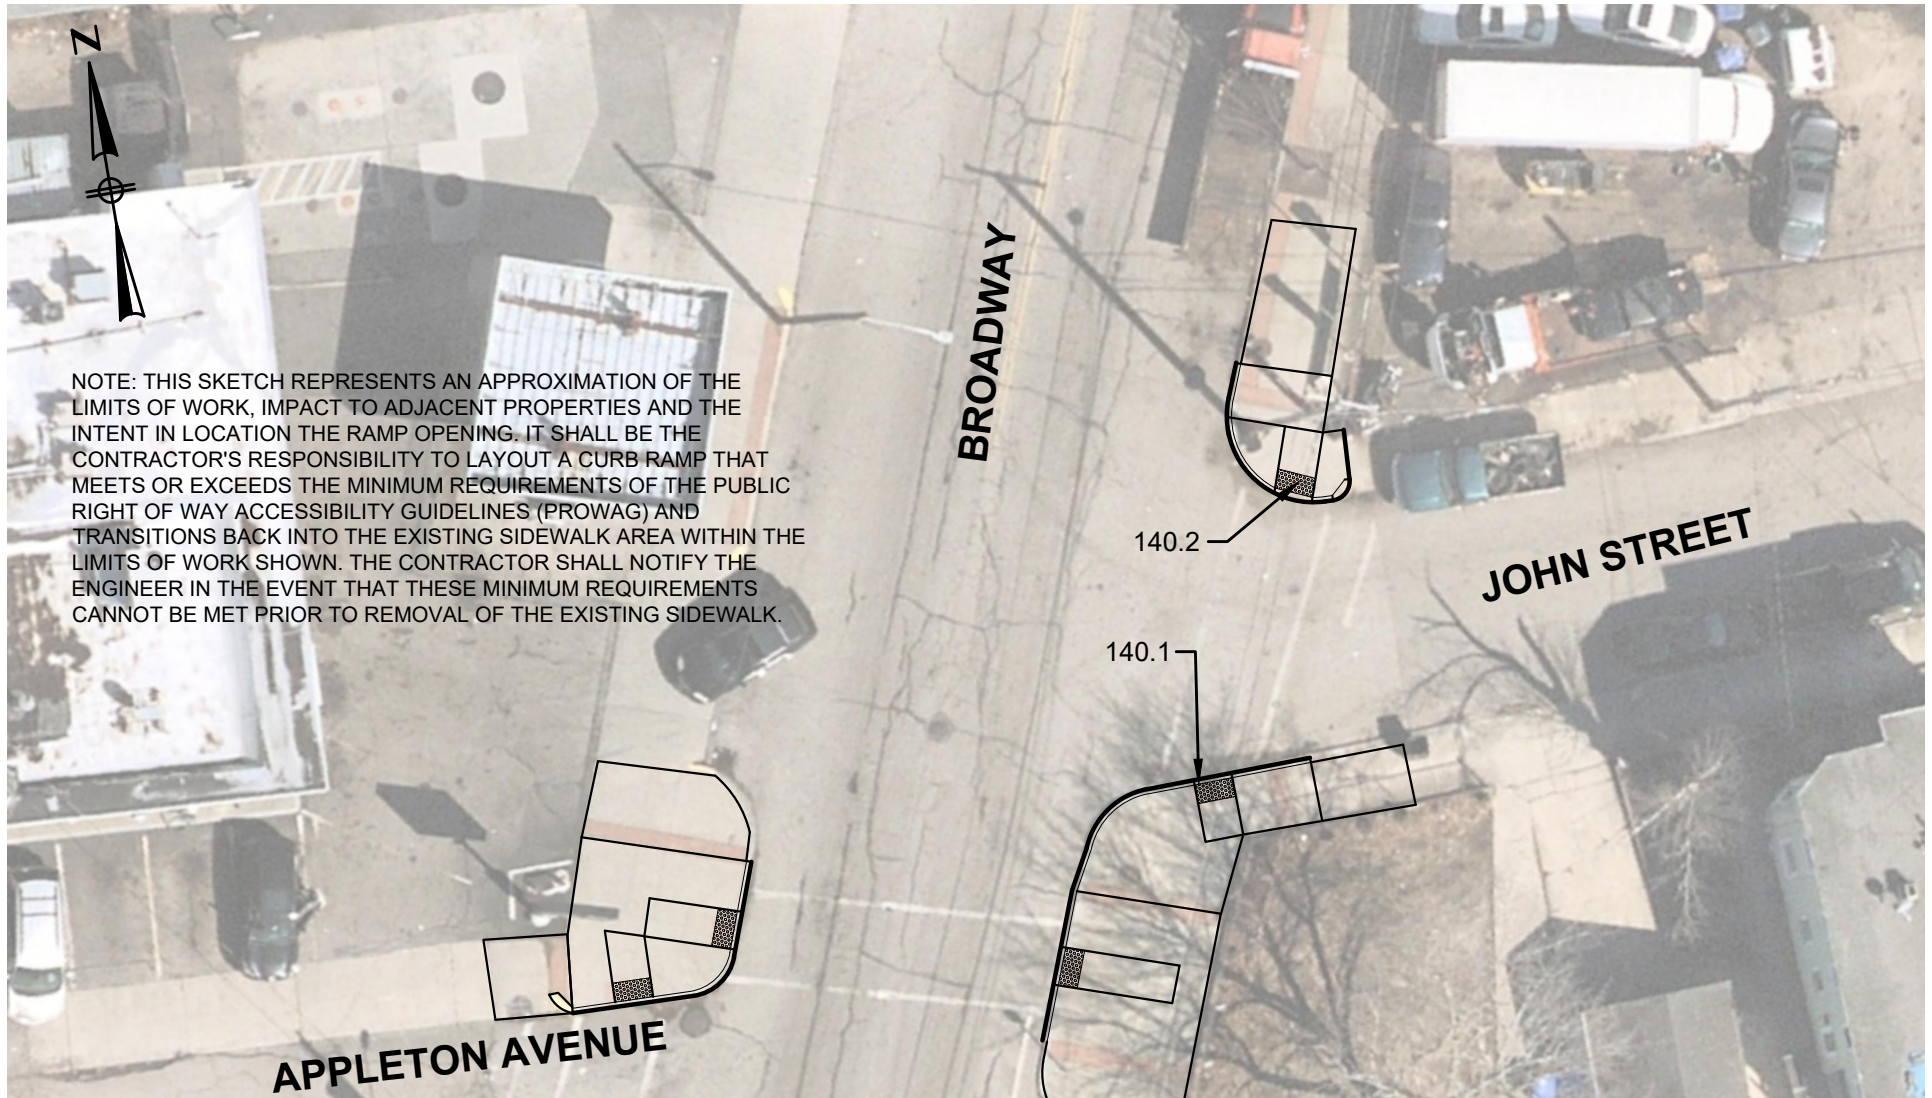 N
NOTE: THIS SKETCH REPRESENTS AN APPROXIMATION OF THE
LIMITS OF WORK, IMPACT TO ADJACENT PROPERTIES AND THE
INTENT IN LOCATION THE RAMP OPENING. IT SHALL BE THE
CONTRACTOR'S RESPONSIBILITY TO LAYOUT A CURB RAMP THAT
MEETS OR EXCEEDS THE MINIMUM REQUIREMENTS OF THE PUBLIC
RIGHT OF WAY ACCESSIBILITY GUIDELINES (PROWAG) AND
TRANSITIONS BACK INTO THE EXISTING SIDEWALK AREA WITHIN THE
LIMITS OF WORK SHOWN. THE CONTRACTOR SHALL NOTIFY THE
ENGINEER IN THE EVENT THAT THESE MINIMUM REQUIREMENTS
CANNOT BE MET PRIOR TO REMOVAL OF THE EXISTING SIDEWALK.
BROADWAY
140.2
JOHN STREET
140.1
APPLETON AVENUE